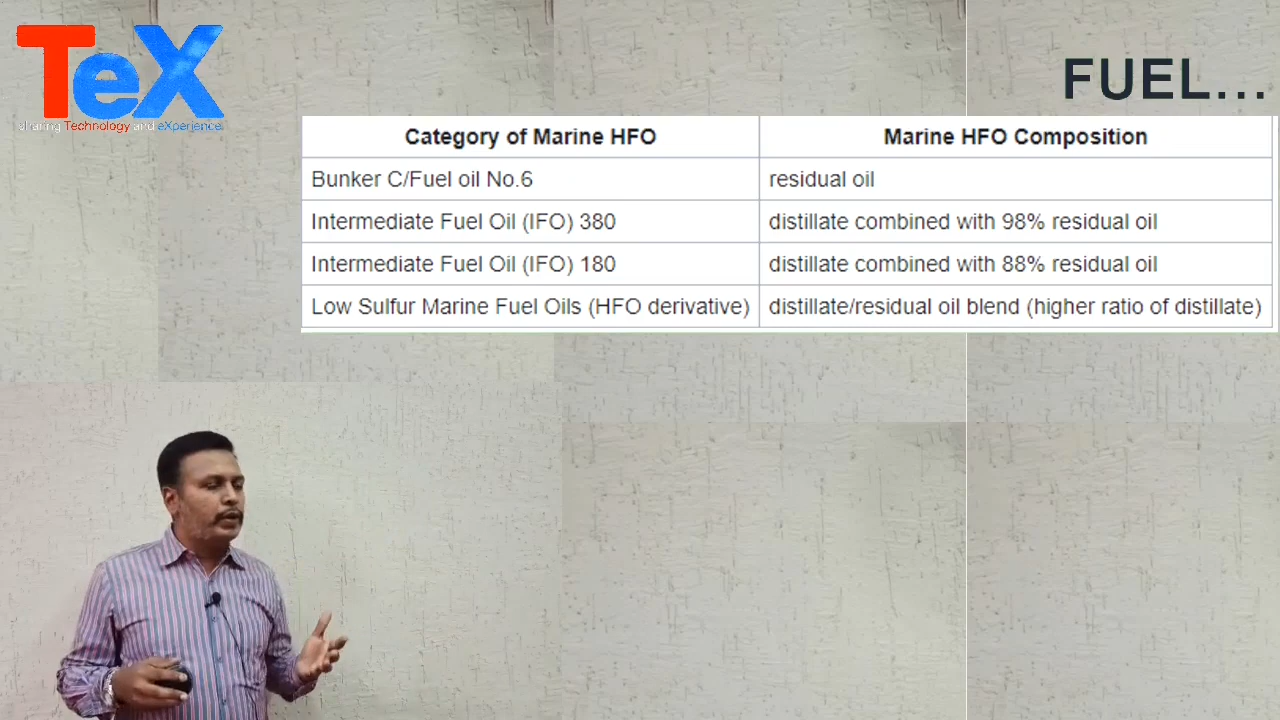 TeX
sharing Technology and eXperience
FUEL...
Category of Marine HFO
Marine HFO Composition
Bunker C/Fuel oil No.6
residual oil
Intermediate Fuel Oil (IFO) 380
distillate combined with 98% residual oil
Intermediate Fuel Oil (IFO) 180
distillate combined with 88% residual oil
Low Sulfur Marine Fuel Oils (HFO derivative)
distillate/residual oil blend (higher ratio of distillate)